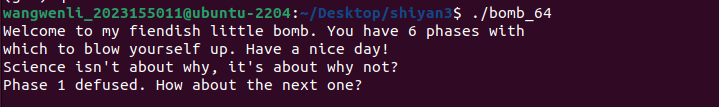 wangwenli_2023155011@ubuntu-2204:~/Desktop/shiyan3$ ./bomb_64
Welcome to my fiendish little bomb. You have 6 phases with
which to blow yourself up. Have a nice day!
Science isn't about why, it's about why not?
Phase 1 defused. How about the next one?